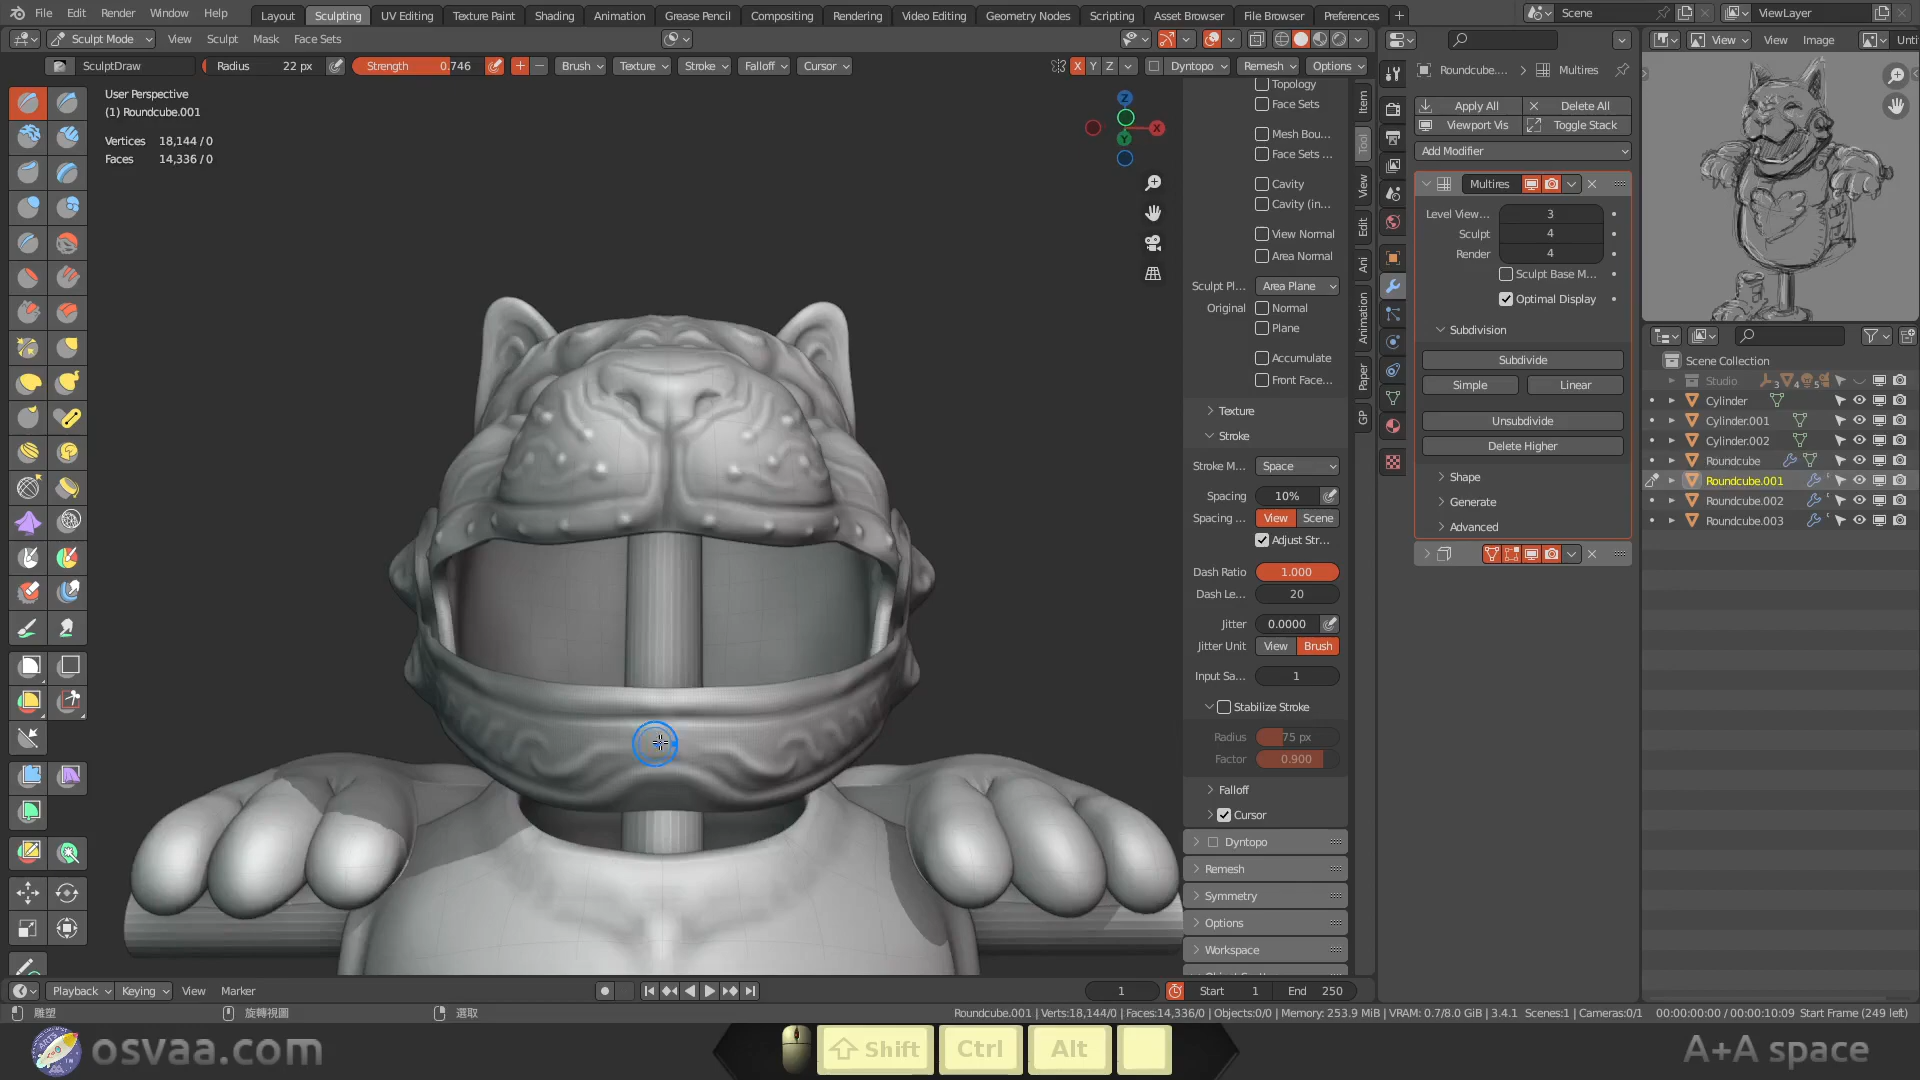 File Edit Render Window Help Layout Sculpting UV Editing Texture Paint Shading Animation Grease Pencil Compositing Rendering Video Editing Geometry Nodes Scripting Asset Browser File Browser Preferences + Scene ViewLayer
Sculpt Mode View Sculpt Mask Face Sets View View Image Unti
SculptDraw Radius 22 px Strength 0.746 Brush Texture Stroke Falloff Cursor X Y Z Dyntopo Remesh Options
User Perspective
(1) Roundcube.001
Vertices 18,144 / 0
Faces 14,336 / 0
Z
X
Y
Topology
Face Sets
Mesh Bou...
Face Sets ...
Cavity
Cavity (in...
View Normal
Area Normal
Sculpt Pl... Area Plane
Original Normal
Plane
Accumulate
Front Face...
Texture
Stroke
Stroke M... Space
Spacing 10%
Spacing ... View Scene
Adjust Str...
Dash Ratio 1.000
Dash Le... 20
Jitter 0.0000
Jitter Unit View Brush
Input Sa... 1
Stabilize Stroke
Radius 75 px
Factor 0.900
Falloff
Cursor
Dyntopo
Remesh
Symmetry
Options
Workspace
Item
Tool
View
Edit
Ani
Animation
Paper
GP
Roundcube.... Multires
Apply All Delete All
Viewport Vis Toggle Stack
Add Modifier
Multires
Level View... 3
Sculpt 4
Render 4
Sculpt Base M...
Optimal Display
Subdivision
Subdivide
Simple Linear
Unsubdivide
Delete Higher
Shape
Generate
Advanced
Scene Collection
Studio 3 4 5
Cylinder
Cylinder.001
Cylinder.002
Roundcube
Roundcube.001
Roundcube.002
Roundcube.003
Playback Keying View Marker 1 Start 1 End 250
雕塑 旋轉視圖 選取 Roundcube.001 | Verts:18,144/0 | Faces:14,336/0 | Objects:0/0 | Memory: 253.9 MiB | VRAM: 0.7/8.0 GiB | 3.4.1 Scenes:1 | Cameras:0/1 00:00:00:00 / 00:00:10:09 Start Frame (249 left)
osvaa.com Shift Ctrl Alt A+A space